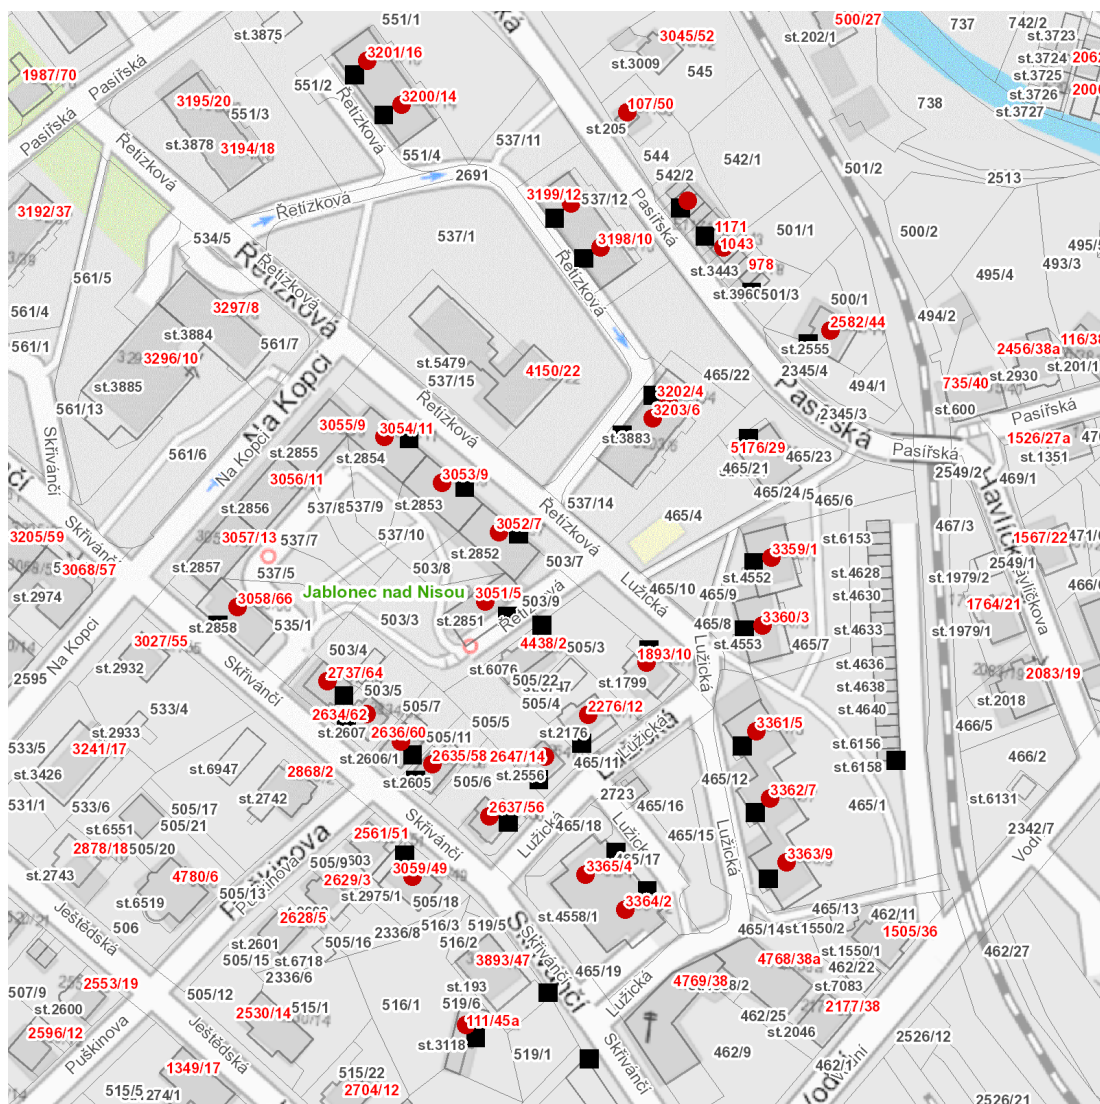 551/1
st.3875
500/27
737
742/2
st.3723
3045/52
st.202/1
3201/16
st.3009
545
st.3724
1987/70
Pasířská
551/2
st.3725
3200/14
st.3726
3195/20
551/3
107/50
738
st.3727
Pasířská
Řetízková
st.205
537/11
st.3878
3194/18
551/4
544
542/1
Řetízková
501/2
542/2
2691
2513
3199/12
537/12
3192/37
Řetízková
Pasířská
1171
501/1
500/2
534/5
537/1
3198/10
1043
978
493/3
561/5
Řetízková
st.3443
495/4
Řetízková
st.3960
501/3
500/1
561/4
3297/8
494/2
2582/44
st.3884
561/7
561/1
3296/10
st.2555
2456/38a
st.5479
4150/22
465/22
2345/4
st.2930
st.201/1
st.3885
537/15
494/1
735/40
3202/4
Pasířská
561/13
Na Kopci
Řetízková
3203/6
2345/3
st.600
Pasířská
3055/9
3054/11
st.3883
5176/29
Pasířská
1526/27a
561/6
st.2855
st.2854
465/23
st.1351
Skřivánčí
Na Kopci
3056/11
3053/9
465/21
2549/2
469/1
st.2856
537/8
537/9
st.2853
537/14
465/24/5
465/6
Havlíčkova
465/4
3205/59
Skřivánčí
3057/13
537/7
537/10
3052/7
Řetízková
467/3
1567/22
st.2857
st.2852
503/7
3359/1
st.6153
2549/1
3068/57
537/5
503/8
st.4552
st.4628
st.1979/2
st.2974
Jablonec nad Nisou
Lužická
465/10
465/9
st.4630
3058/66
3051/5
503/9
1764/21
535/1
503/3
st.2851
Řetízková
465/8
3360/3
st.4633
st.1979/1
st.2858
4438/2
st.4553
465/7
3027/55
Na Kopci
503/4
505/3
1893/10
st.4636
st.2932
Skřivánčí
2737/64
st.6076
505/22
st.1799
Lužická
st.4638
2083/19
2595
503/5
505/4
st.4640
st.2018
533/4
2634/62
505/7
2276/12
3361/5
st.2933
st.2607
505/5
465/5
533/5
3241/17
2636/60
505/11
st.2176
Lužická
st.6156
466/2
st.6947
st.2606/1
2635/58
2647/14
465/11
st.6158
st.3426
2868/2
st.2605
505/6
st.2556
465/12
531/1
st.2742
2723
3362/7
465/1
st.6131
533/6
505/17
2637/56
465/16
st.6551
505/21
Skřivánčí
465/18
465/15
2342/7
2878/18
505/20
2561/51
Lužická
465/17
Puškinova
st.2743
4780/6
505/9
3059/49
3365/4
3363/9
505/13
2629/3
st.2975/1
3364/2
st.6519
505/18
Ještědská
506
2628/5
516/3
519/5
st.4558/1
465/13
462/11
st.2601
505/16
2336/8
516/2
Skřivánčí
465/14
st.1550/2
1505/36
505/15
st.6718
3893/47
465/19
4768/38a
st.1550/1
462/27
2553/19
2336/6
st.193
Lužická
4769/38
462/22
507/9
505/12
519/6
st.7083
st.2600
2530/14
515/1
516/1
111/45a
462/25
2177/38
2596/12
Ještědská
st.3118
st.2046
2526/12
Puškinova
519/1
Skřivánčí
462/9
1349/17
515/22
462/1
515/5
2704/12
2526/21